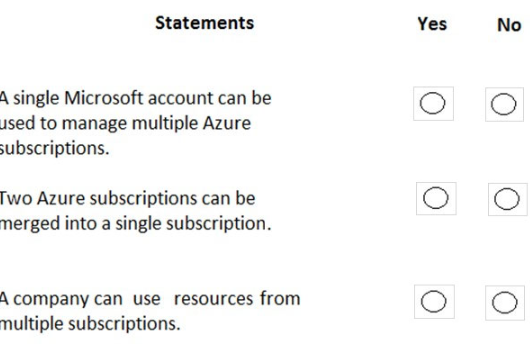 Statements Yes No
A single Microsoft account can be
used to manage multiple Azure
subscriptions.
Two Azure subscriptions can be
merged into a single subscription.
A company can use resources from
multiple subscriptions.